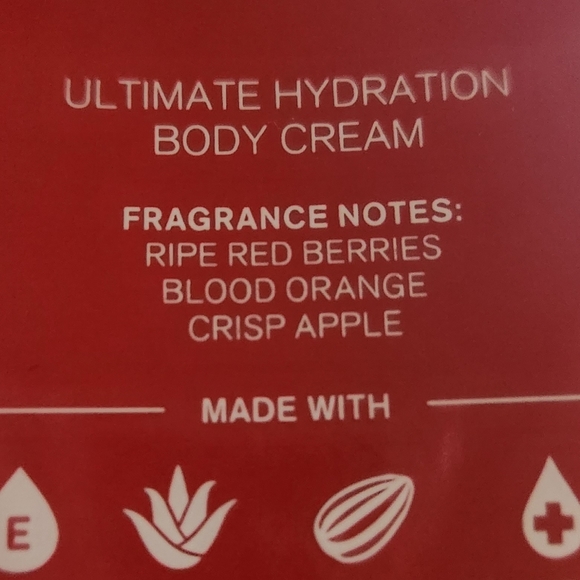 ULTIMATE HYDRATION
BODY CREAM
FRAGRANCE NOTES:
RIPE RED BERRIES
BLOOD ORANGE
CRISP APPLE
MADE WITH
E